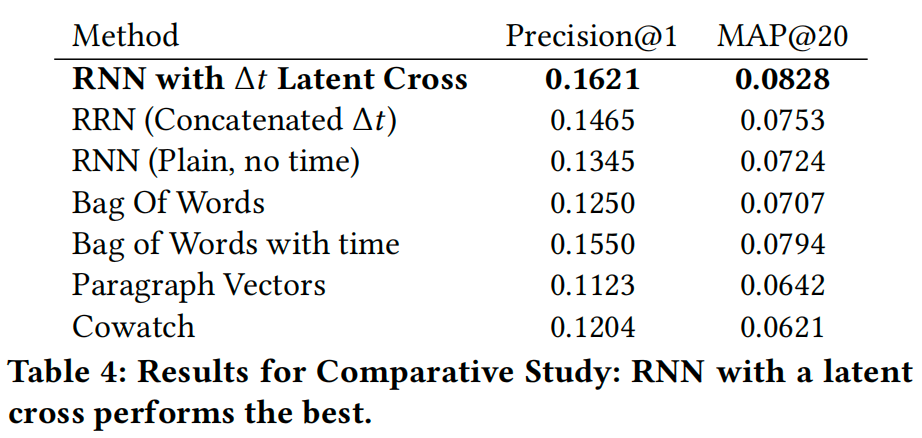 Method Precision@1 MAP@20
RNN with Δt Latent Cross 0.1621 0.0828
RRN (Concatenated Δt) 0.1465 0.0753
RNN (Plain, no time) 0.1345 0.0724
Bag Of Words 0.1250 0.0707
Bag of Words with time 0.1550 0.0794
Paragraph Vectors 0.1123 0.0642
Cowatch 0.1204 0.0621
Table 4: Results for Comparative Study: RNN with a latent
cross performs the best.